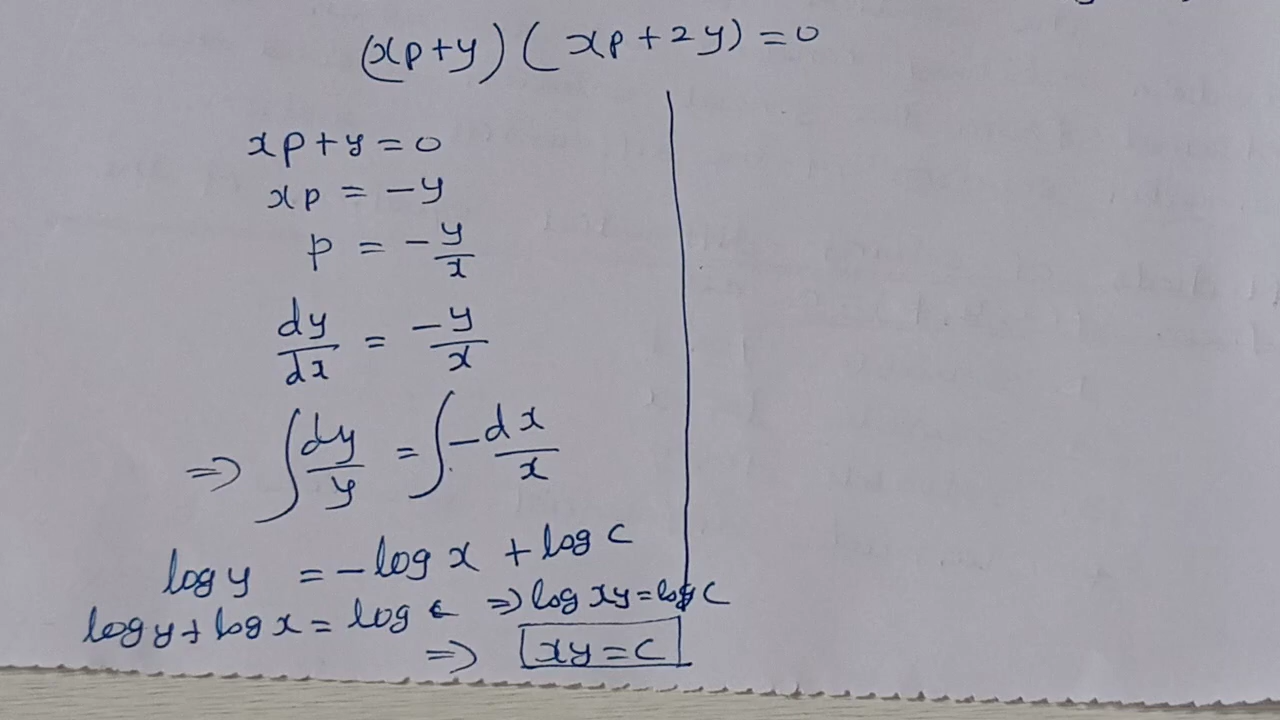 (xp+y) (xp+2y) = 0
xp+y=0
xp = -y
p = -y/x
dy/dx = -y/x
=> ∫dy/y = ∫-dx/x
log y = -log x + log c
log y + log x = log c => log xy = log c
=> xy=c